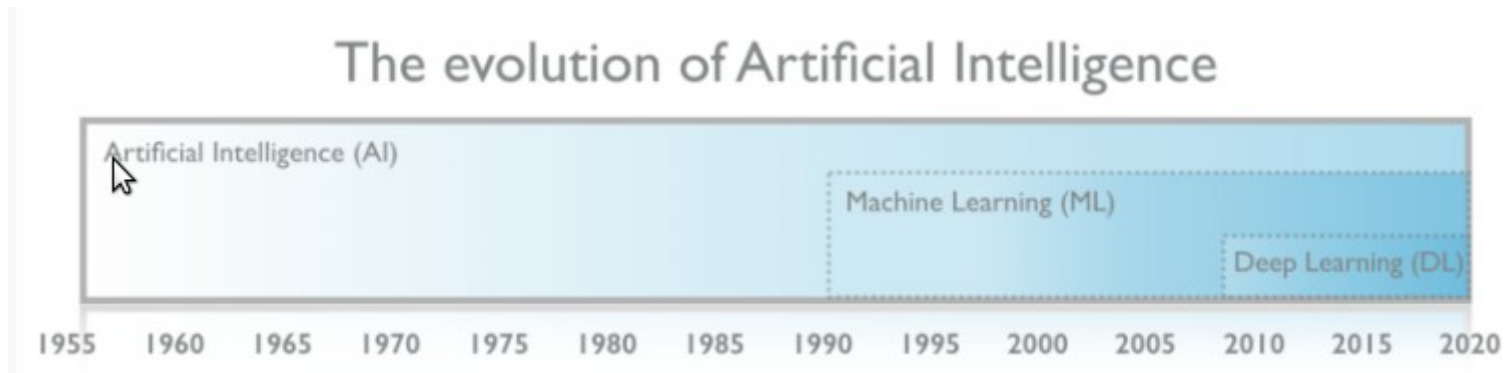 The evolution of Artificial Intelligence
Artificial Intelligence (AI)
Machine Learning (ML)
Deep Learning (DL)
1955 1960 1965 1970 1975 1980 1985 1990 1995 2000 2005 2010 2015 2020